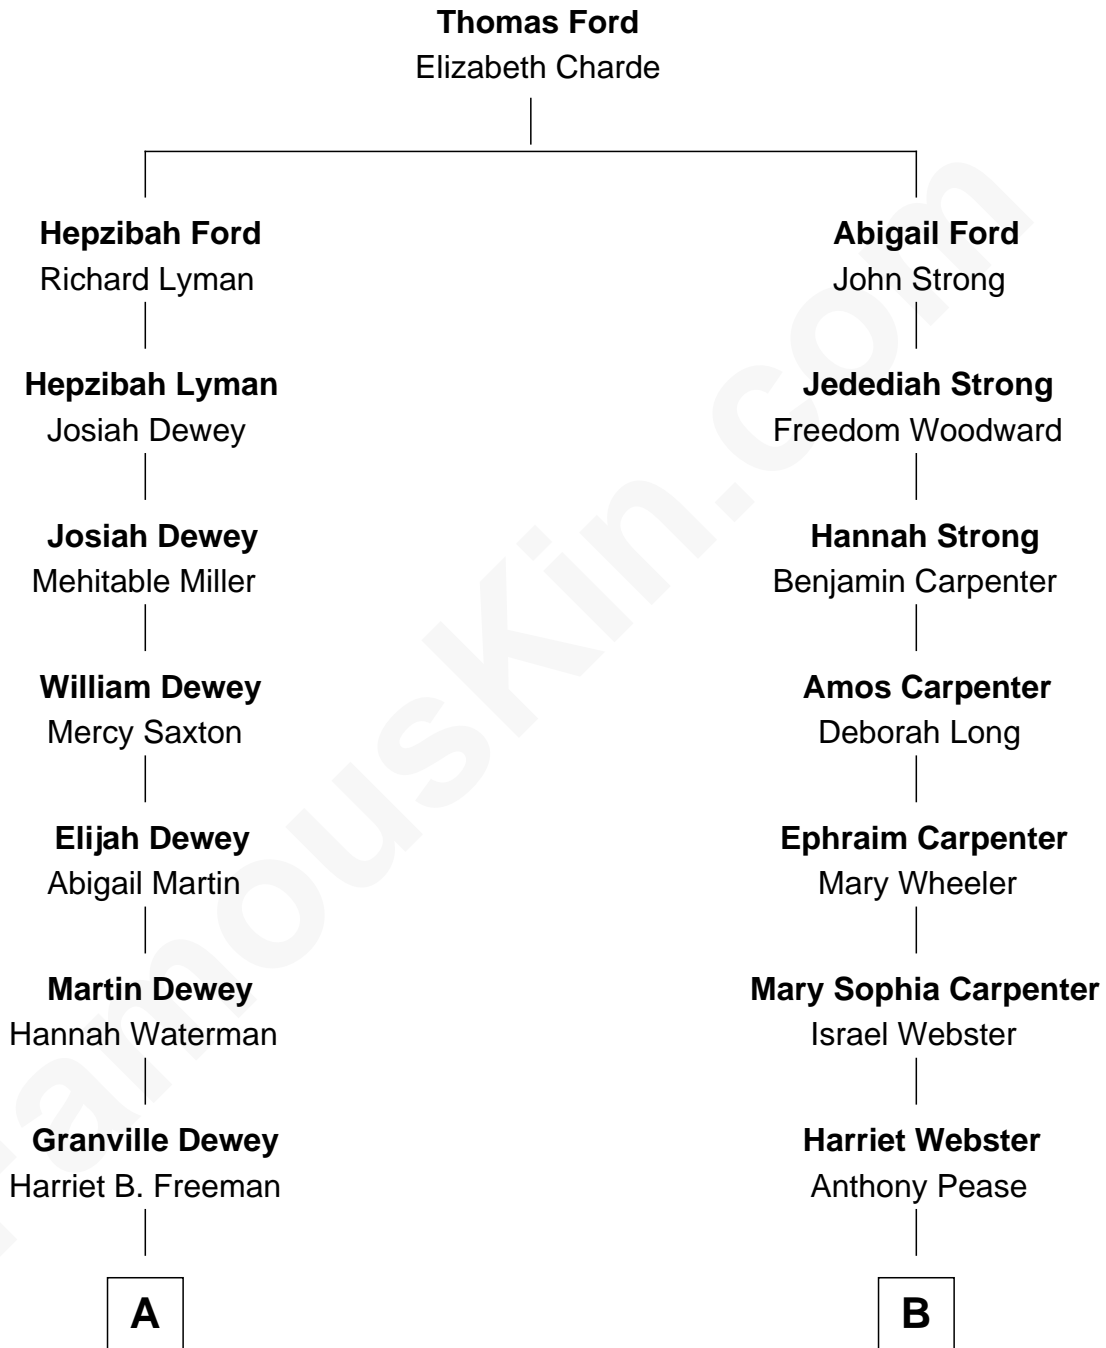 Thomas Ford
Elizabeth Charde
Hepzibah Ford
Richard Lyman
Hepzibah Lyman
Josiah Dewey
Josiah Dewey
Mehitable Miller
William Dewey
Mercy Saxton
Elijah Dewey
Abigail Martin
Martin Dewey
Hannah Waterman
Granville Dewey
Harriet B. Freeman
A
Abigail Ford
John Strong
Jedediah Strong
Freedom Woodward
Hannah Strong
Benjamin Carpenter
Amos Carpenter
Deborah Long
Ephraim Carpenter
Mary Wheeler
Mary Sophia Carpenter
Israel Webster
Harriet Webster
Anthony Pease
B
FamousKin.com